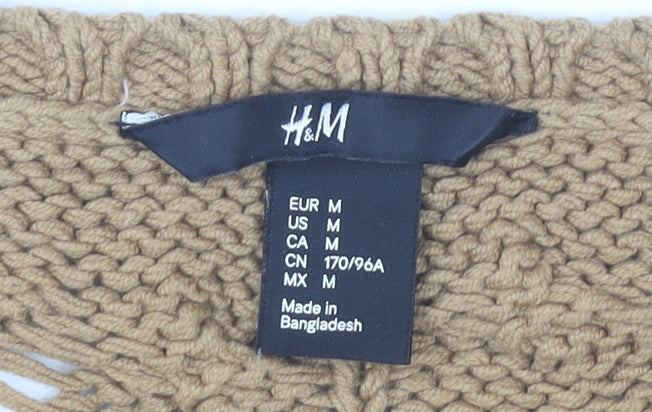 H&M
EUR M
US M
CA M
CN 170/96A
MX M
Made in
Bangladesh